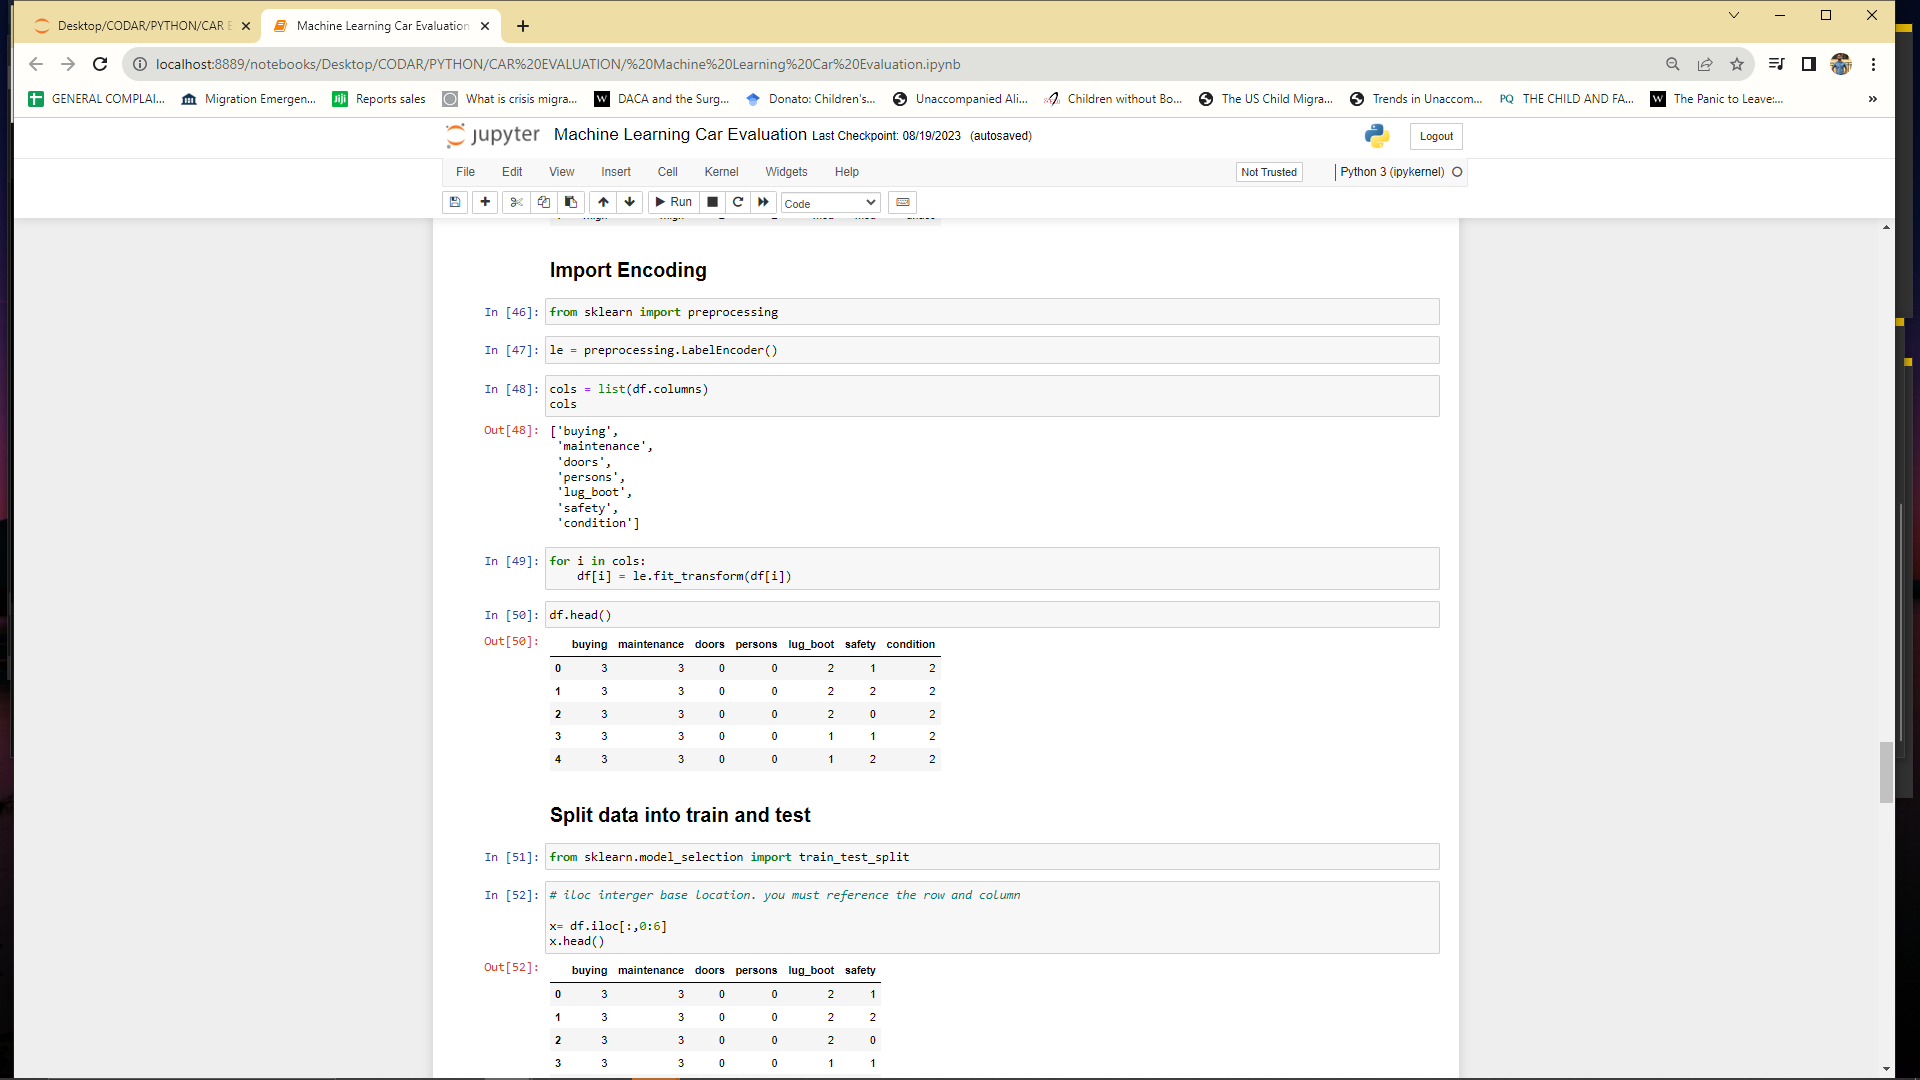 Desktop/CODAR/PYTHON/CAR E
Machine Learning Car Evaluation
localhost:8889/notebooks/Desktop/CODAR/PYTHON/CAR%20EVALUATION/%20Machine%20Learning%20Car%20Evaluation.ipynb
GENERAL COMPLAI... Migration Emergen... Jiji Reports sales What is crisis migra... W DACA and the Surg... Donato: Children's... Unaccompanied Ali... Children without Bo... The US Child Migra... Trends in Unaccom... PQ THE CHILD AND FA... W The Panic to Leave:... »
jupyter Machine Learning Car Evaluation Last Checkpoint: 08/19/2023 (autosaved) Logout
File Edit View Insert Cell Kernel Widgets Help Not Trusted Python 3 (ipykernel)
Run Code
Import Encoding
In [46]: from sklearn import preprocessing
In [47]: le = preprocessing.LabelEncoder()
In [48]: cols = list(df.columns)
cols
Out[48]: ['buying',
'maintenance',
'doors',
'persons',
'lug_boot',
'safety',
'condition']
In [49]: for i in cols:
df[i] = le.fit_transform(df[i])
In [50]: df.head()
Out[50]:
buying maintenance doors persons lug_boot safety condition
0 3 3 0 0 2 1 2
1 3 3 0 0 2 2 2
2 3 3 0 0 2 0 2
3 3 3 0 0 1 1 2
4 3 3 0 0 1 2 2
Split data into train and test
In [51]: from sklearn.model_selection import train_test_split
In [52]: # iloc interger base location. you must reference the row and column
x= df.iloc[:,0:6]
x.head()
Out[52]:
buying maintenance doors persons lug_boot safety
0 3 3 0 0 2 1
1 3 3 0 0 2 2
2 3 3 0 0 2 0
3 3 3 0 0 1 1